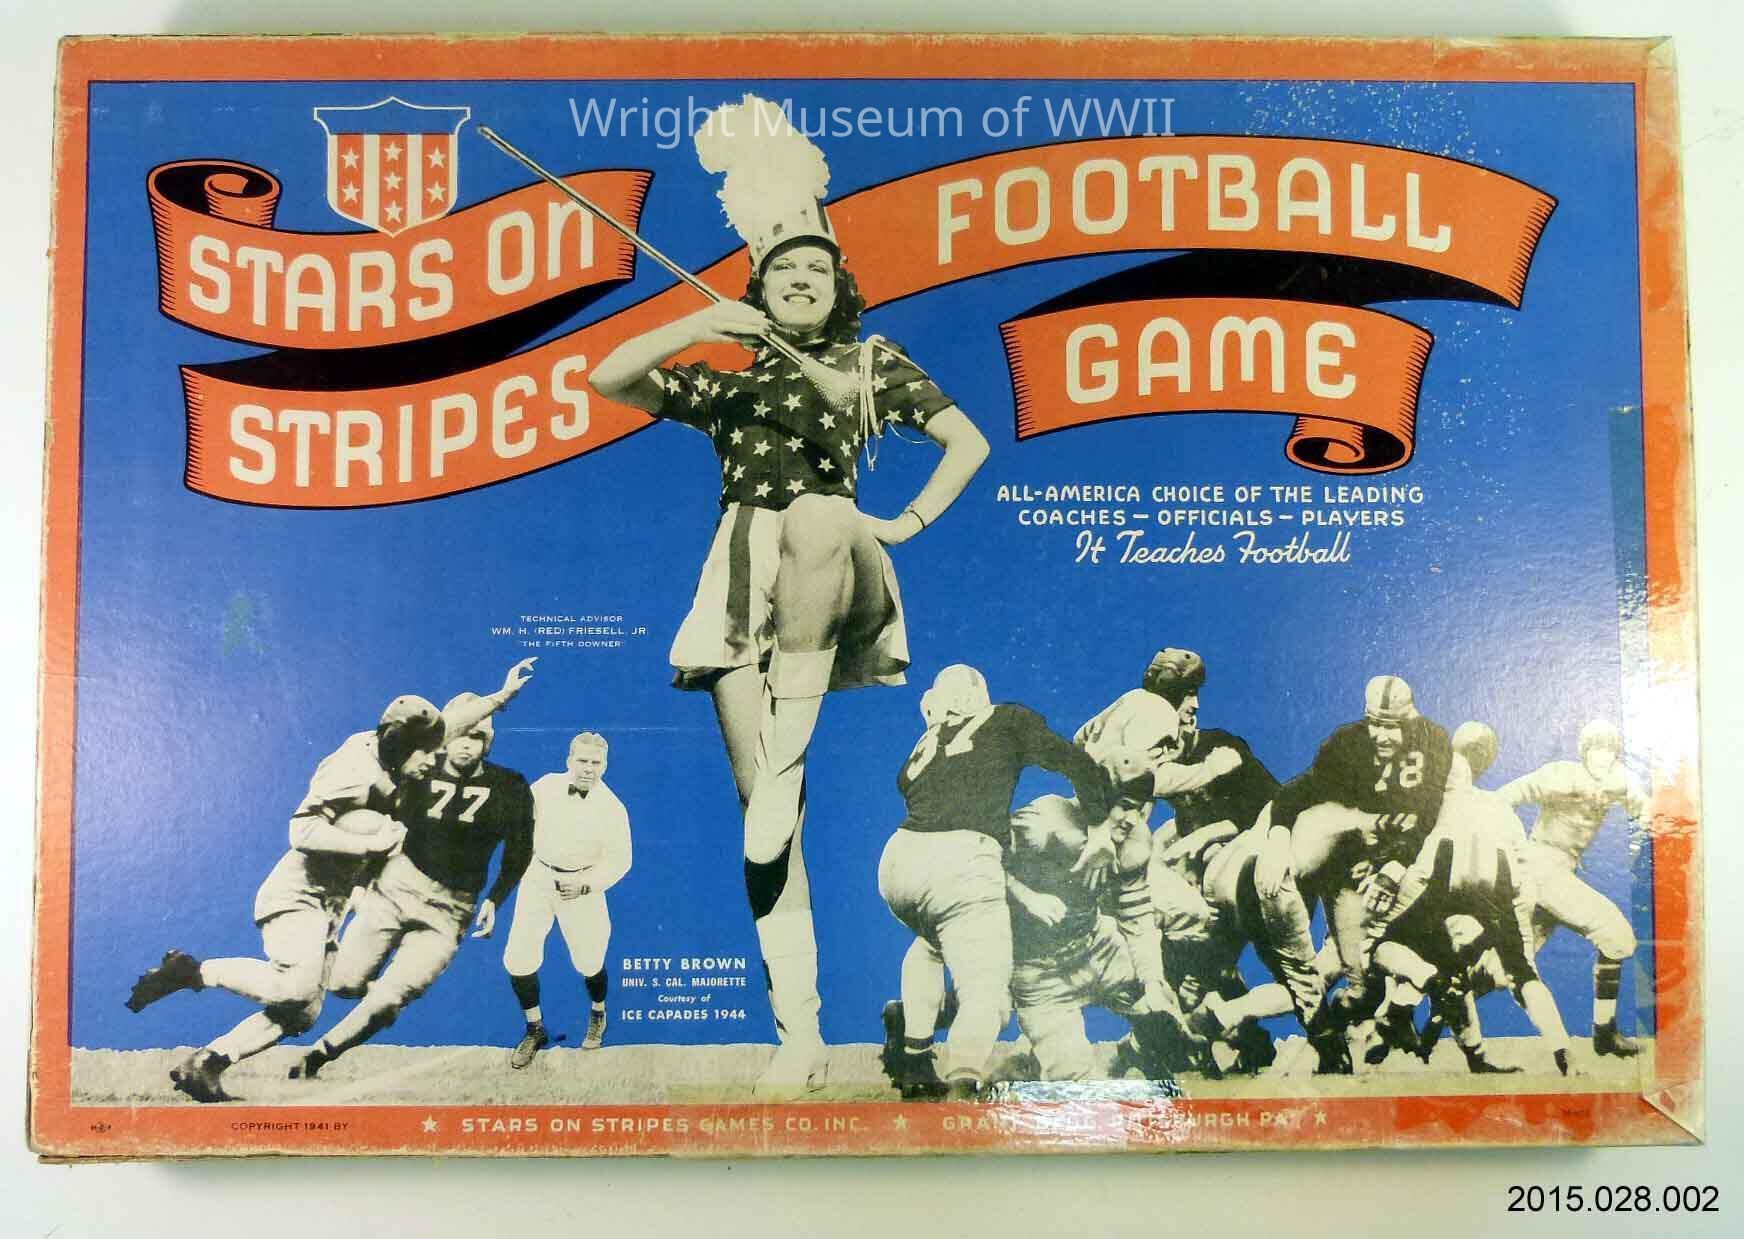 Wright Museum of WWII
STARS On
STRIPES
FOOTBALL
GAME
ALL-AMERICA CHOICE OF THE LEADING
COACHES – OFFICIALS – PLAYERS
It Teaches Football
TECHNICAL ADVISOR
WM. H. (RED) FRIESELL, JR.
"THE FIFTH DOWNER"
77
37
78
BETTY BROWN
UNIV. S. CAL. MAJORETTE
Courtesy of
ICE CAPADES 1944
COPYRIGHT 1941 BY ★ STARS ON STRIPES GAMES CO. INC. ★ PA. ★
2015.028.002